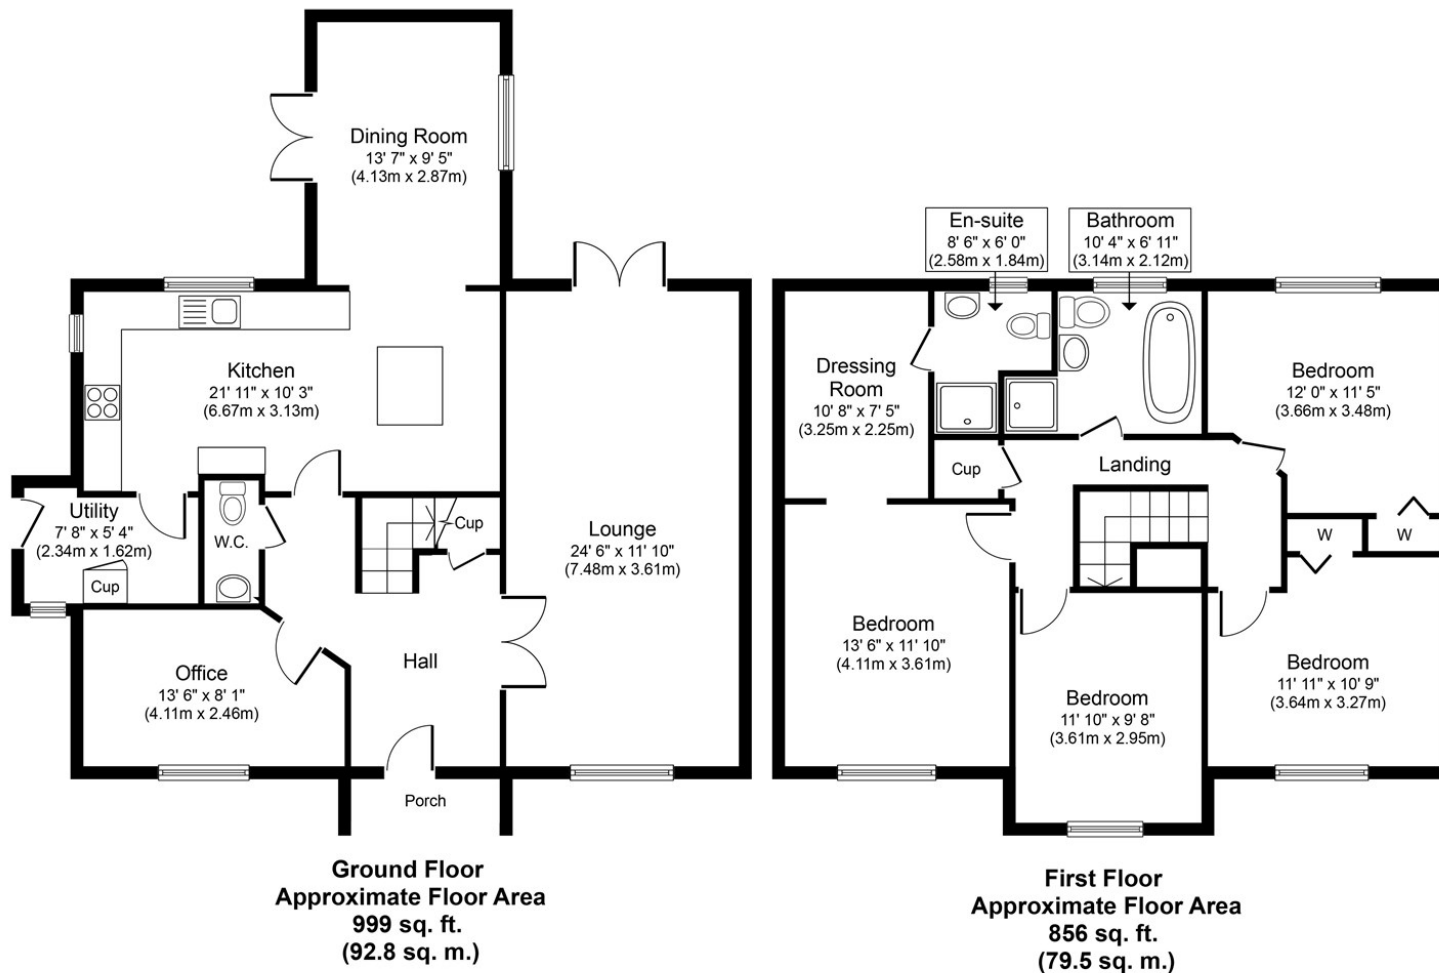 Dining Room
13' 7" x 9' 5"
(4.13m x 2.87m)
Kitchen
21' 11" x 10' 3"
(6.67m x 3.13m)
Utility
7' 8" x 5' 4"
(2.34m x 1.62m)
Cup
W.C.
Cup
Lounge
24' 6" x 11' 10"
(7.48m x 3.61m)
Office
13' 6" x 8' 1"
(4.11m x 2.46m)
Hall
Porch
Ground Floor
Approximate Floor Area
999 sq. ft.
(92.8 sq. m.)
En-suite
8' 6" x 6' 0"
(2.58m x 1.84m)
Bathroom
10' 4" x 6' 11"
(3.14m x 2.12m)
Dressing
Room
10' 8" x 7' 5"
(3.25m x 2.25m)
Bedroom
12' 0" x 11' 5"
(3.66m x 3.48m)
Cup
Landing
W
W
Bedroom
13' 6" x 11' 10"
(4.11m x 3.61m)
Bedroom
11' 10" x 9' 8"
(3.61m x 2.95m)
Bedroom
11' 11" x 10' 9"
(3.64m x 3.27m)
First Floor
Approximate Floor Area
856 sq. ft.
(79.5 sq. m.)